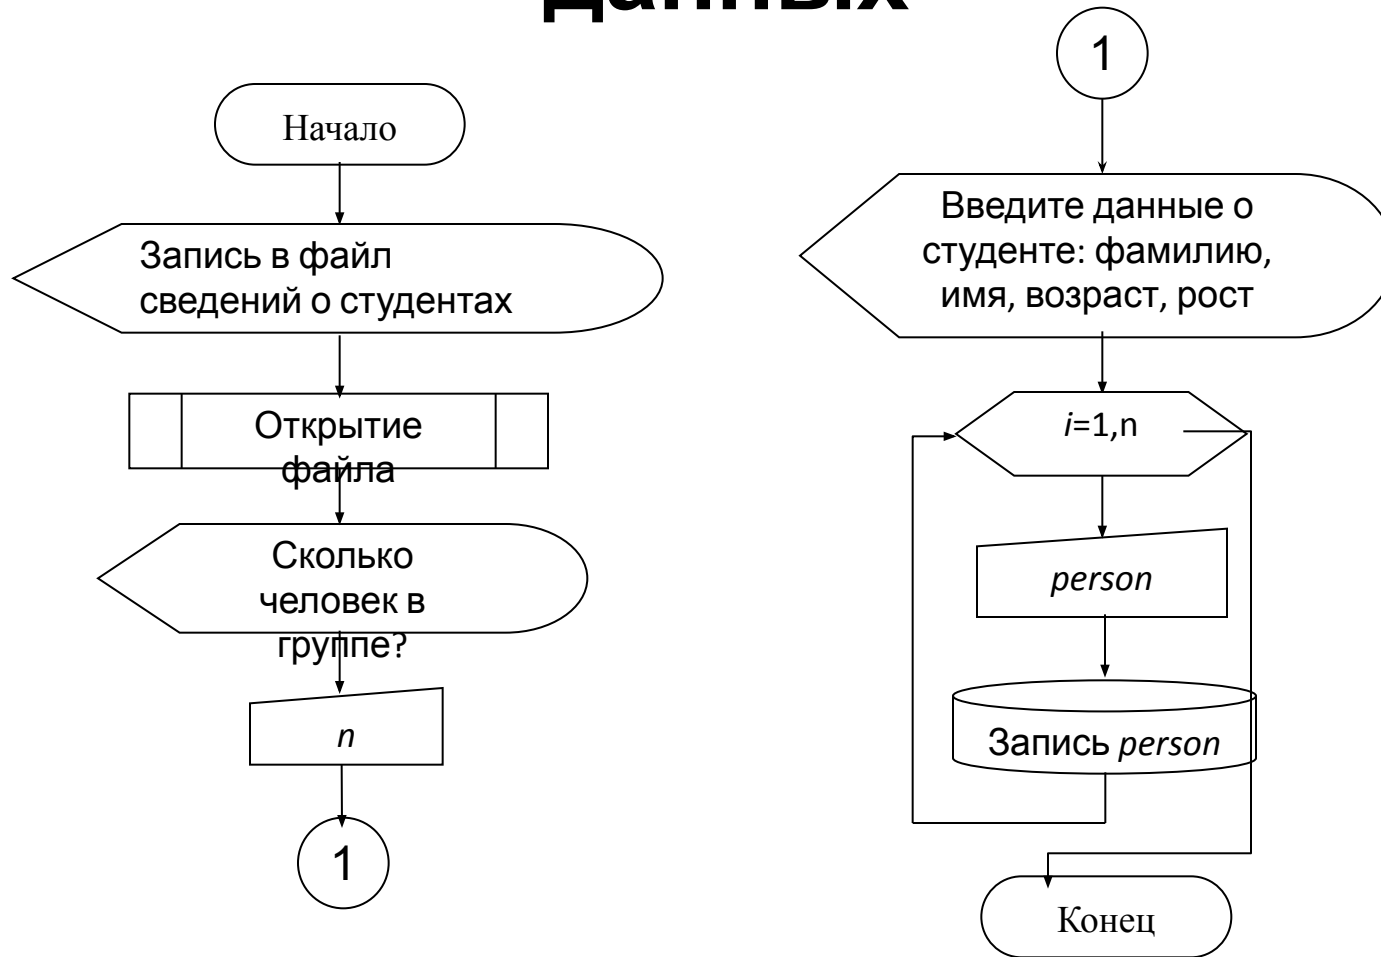 данных
Начало
Запись в файл
сведений о студентах
Открытие
файла
Сколько
человек в
группе?
n
1
1
Введите данные о
студенте: фамилию,
имя, возраст, рост
i=1,n
person
Запись person
Конец